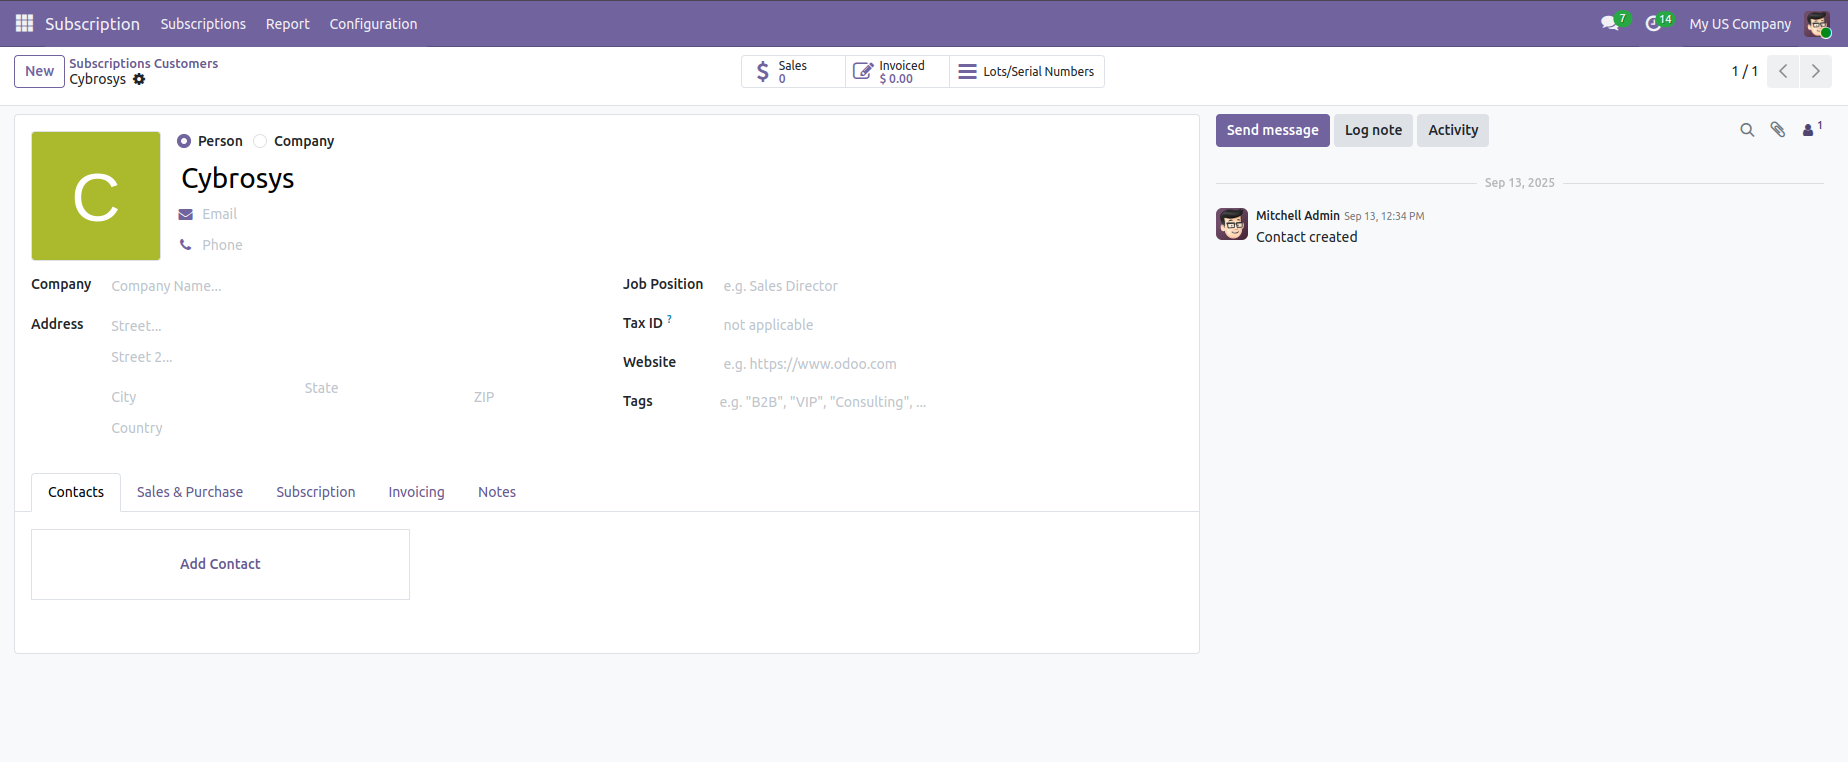 Subscription Subscriptions Report Configuration 7 14 My US Company
New Subscriptions Customers
Cybrosys
Sales
0
Invoiced
$ 0.00
Lots/Serial Numbers
1 / 1
C
Person Company
Cybrosys
Email
Phone
Company Company Name...
Address Street...
Street 2...
City State ZIP
Country
Job Position e.g. Sales Director
Tax ID ? not applicable
Website e.g. https://www.odoo.com
Tags e.g. "B2B", "VIP", "Consulting", ...
Contacts Sales & Purchase Subscription Invoicing Notes
Add Contact
Send message Log note Activity 1
Sep 13, 2025
Mitchell Admin Sep 13, 12:34 PM
Contact created